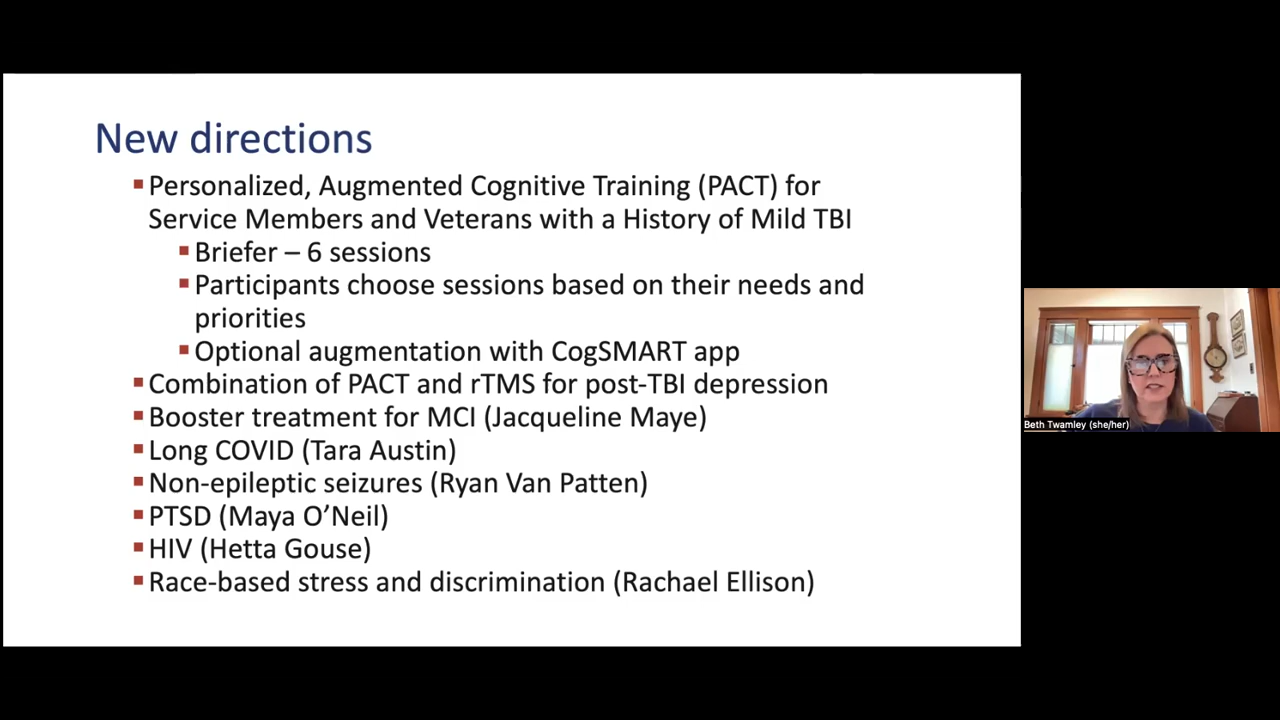 New directions
▪Personalized, Augmented Cognitive Training (PACT) for
Service Members and Veterans with a History of Mild TBI
▪Briefer – 6 sessions
▪Participants choose sessions based on their needs and
priorities
▪Optional augmentation with CogSMART app
▪Combination of PACT and rTMS for post-TBI depression
▪Booster treatment for MCI (Jacqueline Maye)
▪Long COVID (Tara Austin)
▪Non-epileptic seizures (Ryan Van Patten)
▪PTSD (Maya O’Neil)
▪HIV (Hetta Gouse)
▪Race-based stress and discrimination (Rachael Ellison)
Beth Twamley (she/her)